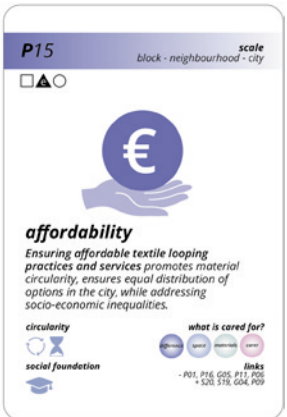 P15
scale
block - neighbourhood - city
€
affordability
Ensuring affordable textile looping
practices and services promotes material
circularity, ensures equal distribution of
options in the city, while addressing
socio-economic inequalities.
circularity
what is cared for?
space
materials
carer
social foundation
links
- P01, P16, G05, P11, P06
+ S20, S19, G04, P09